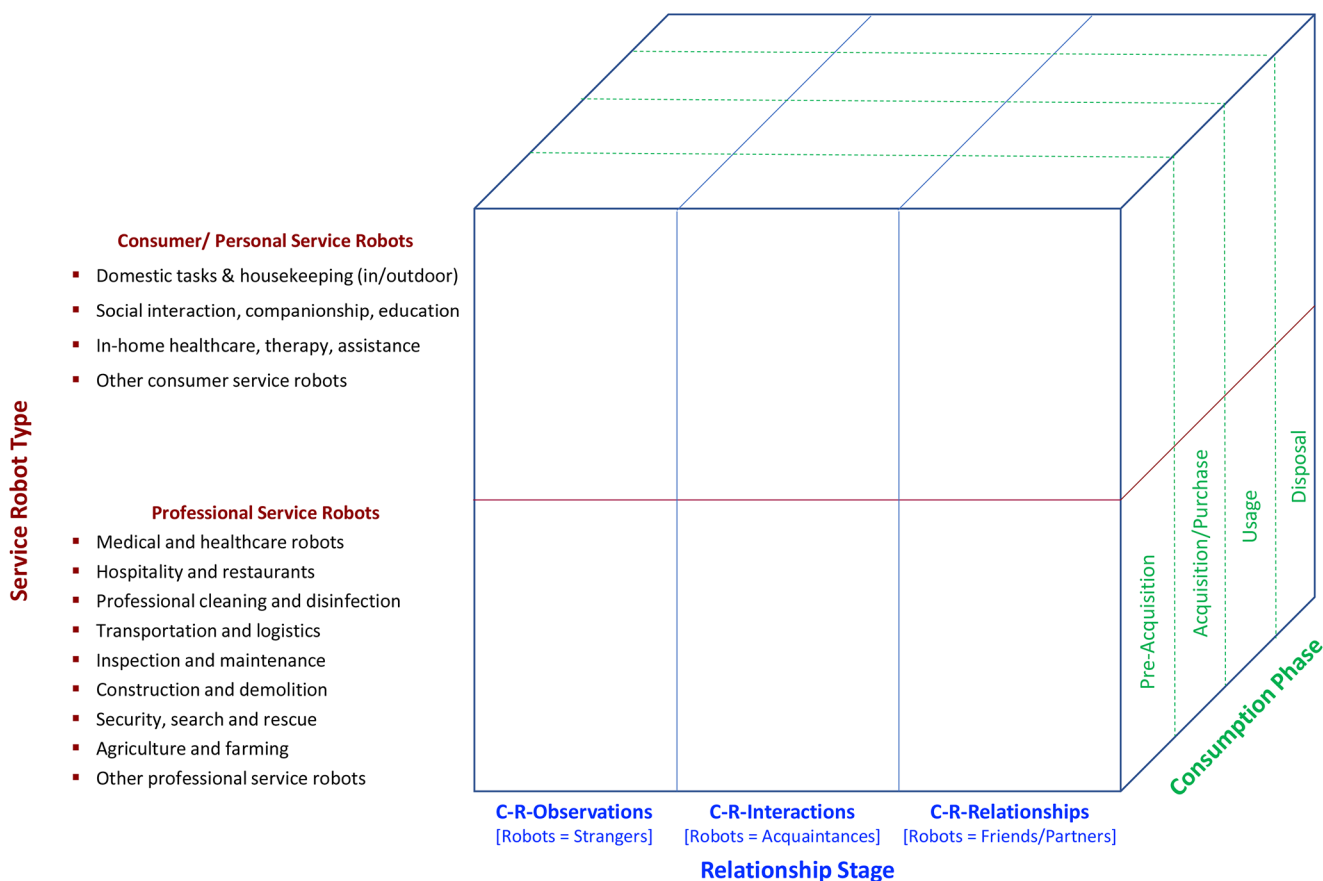 Service Robot Type
Consumer/ Personal Service Robots
▪ Domestic tasks & housekeeping (in/outdoor)
▪ Social interaction, companionship, education
▪ In-home healthcare, therapy, assistance
▪ Other consumer service robots
Professional Service Robots
▪ Medical and healthcare robots
▪ Hospitality and restaurants
▪ Professional cleaning and disinfection
▪ Transportation and logistics
▪ Inspection and maintenance
▪ Construction and demolition
▪ Security, search and rescue
▪ Agriculture and farming
▪ Other professional service robots
Pre-Acquisition
Acquisition/Purchase
Usage
Disposal
Consumption Phase
C-R-Observations
[Robots = Strangers]
C-R-Interactions
[Robots = Acquaintances]
C-R-Relationships
[Robots = Friends/Partners]
Relationship Stage